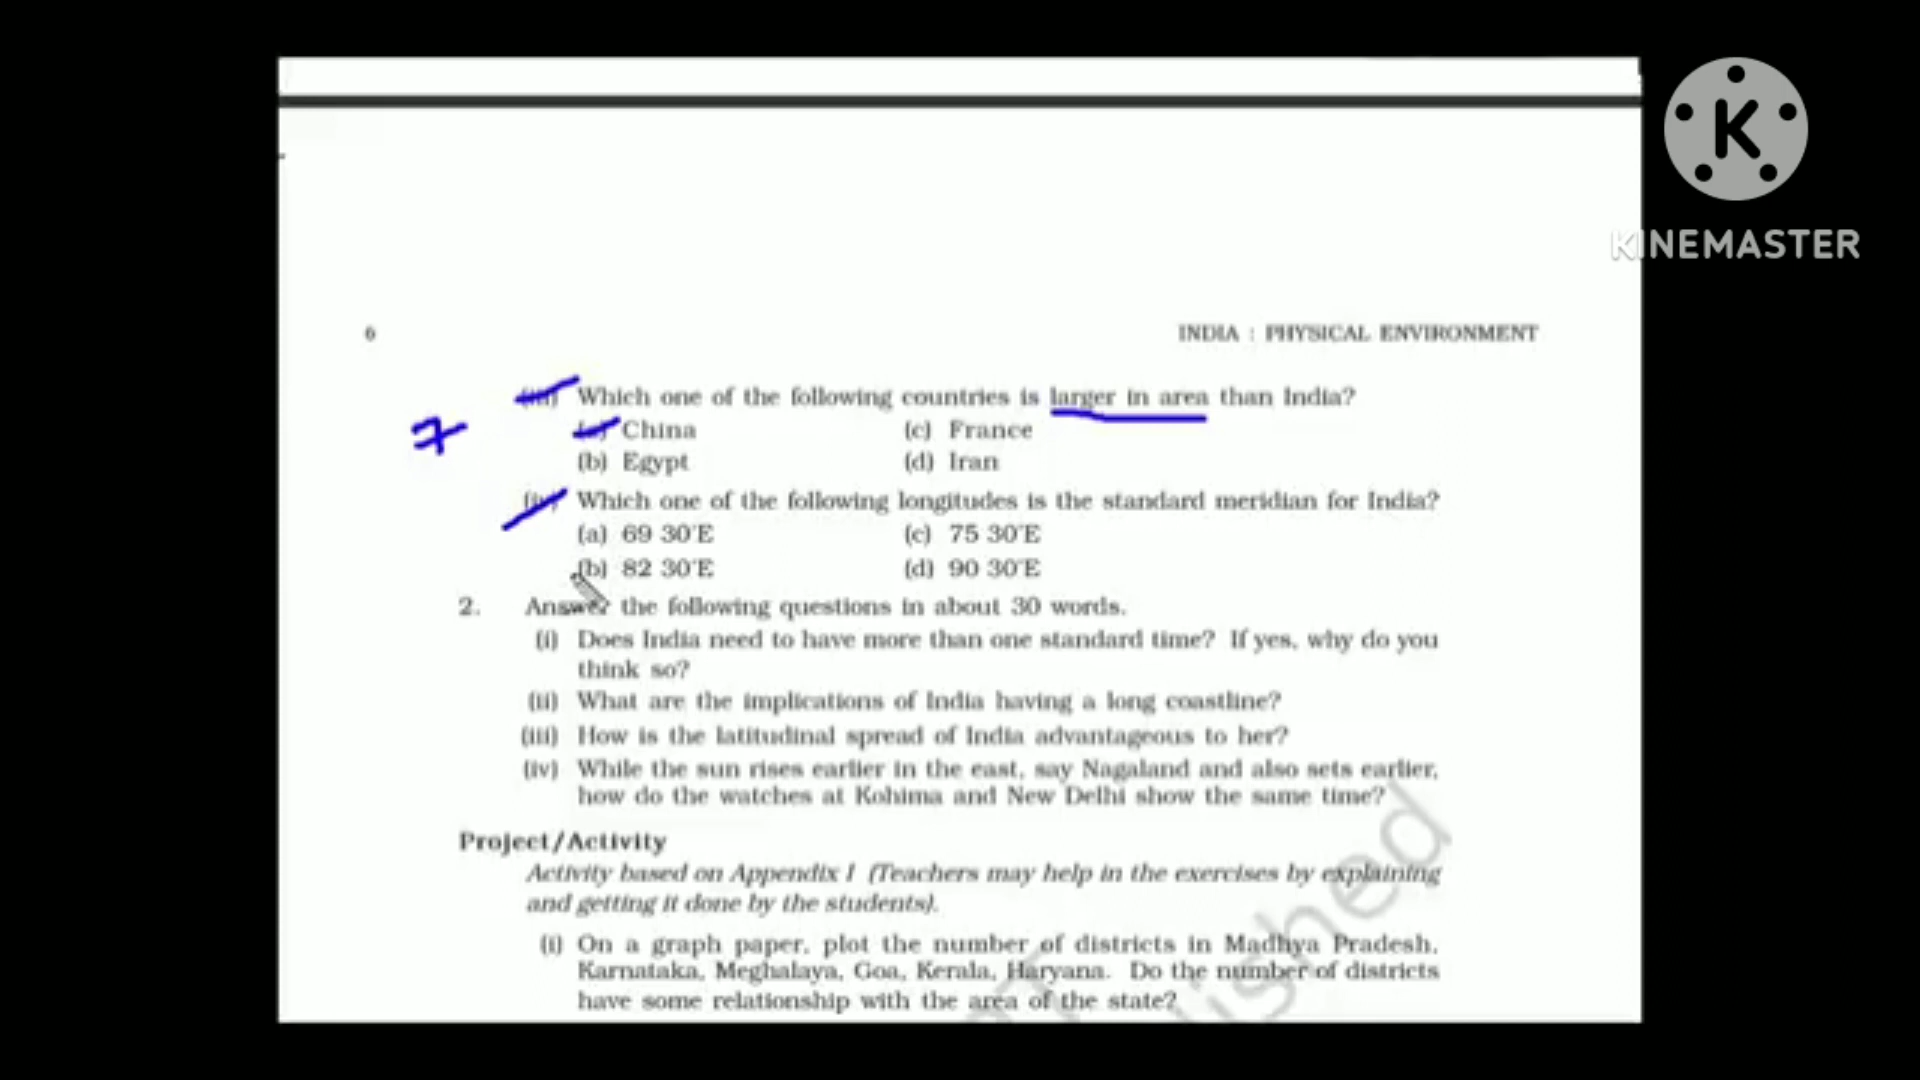 K
KINEMASTER
6
INDIA : PHYSICAL ENVIRONMENT
(iii) Which one of the following countries is larger in area than India?
7
(a) China (c) France
(b) Egypt (d) Iran
(iv) Which one of the following longitudes is the standard meridian for India?
(a) 69 30'E (c) 75 30'E
(b) 82 30'E (d) 90 30'E
2. Answer the following questions in about 30 words.
(i) Does India need to have more than one standard time? If yes, why do you
think so?
(ii) What are the implications of India having a long coastline?
(iii) How is the latitudinal spread of India advantageous to her?
(iv) While the sun rises earlier in the east, say Nagaland and also sets earlier,
how do the watches at Kohima and New Delhi show the same time?
Project/Activity
Activity based on Appendix I (Teachers may help in the exercises by explaining
and getting it done by the students).
(i) On a graph paper, plot the number of districts in Madhya Pradesh,
Karnataka, Meghalaya, Goa, Kerala, Haryana. Do the number of districts
have some relationship with the area of the state?